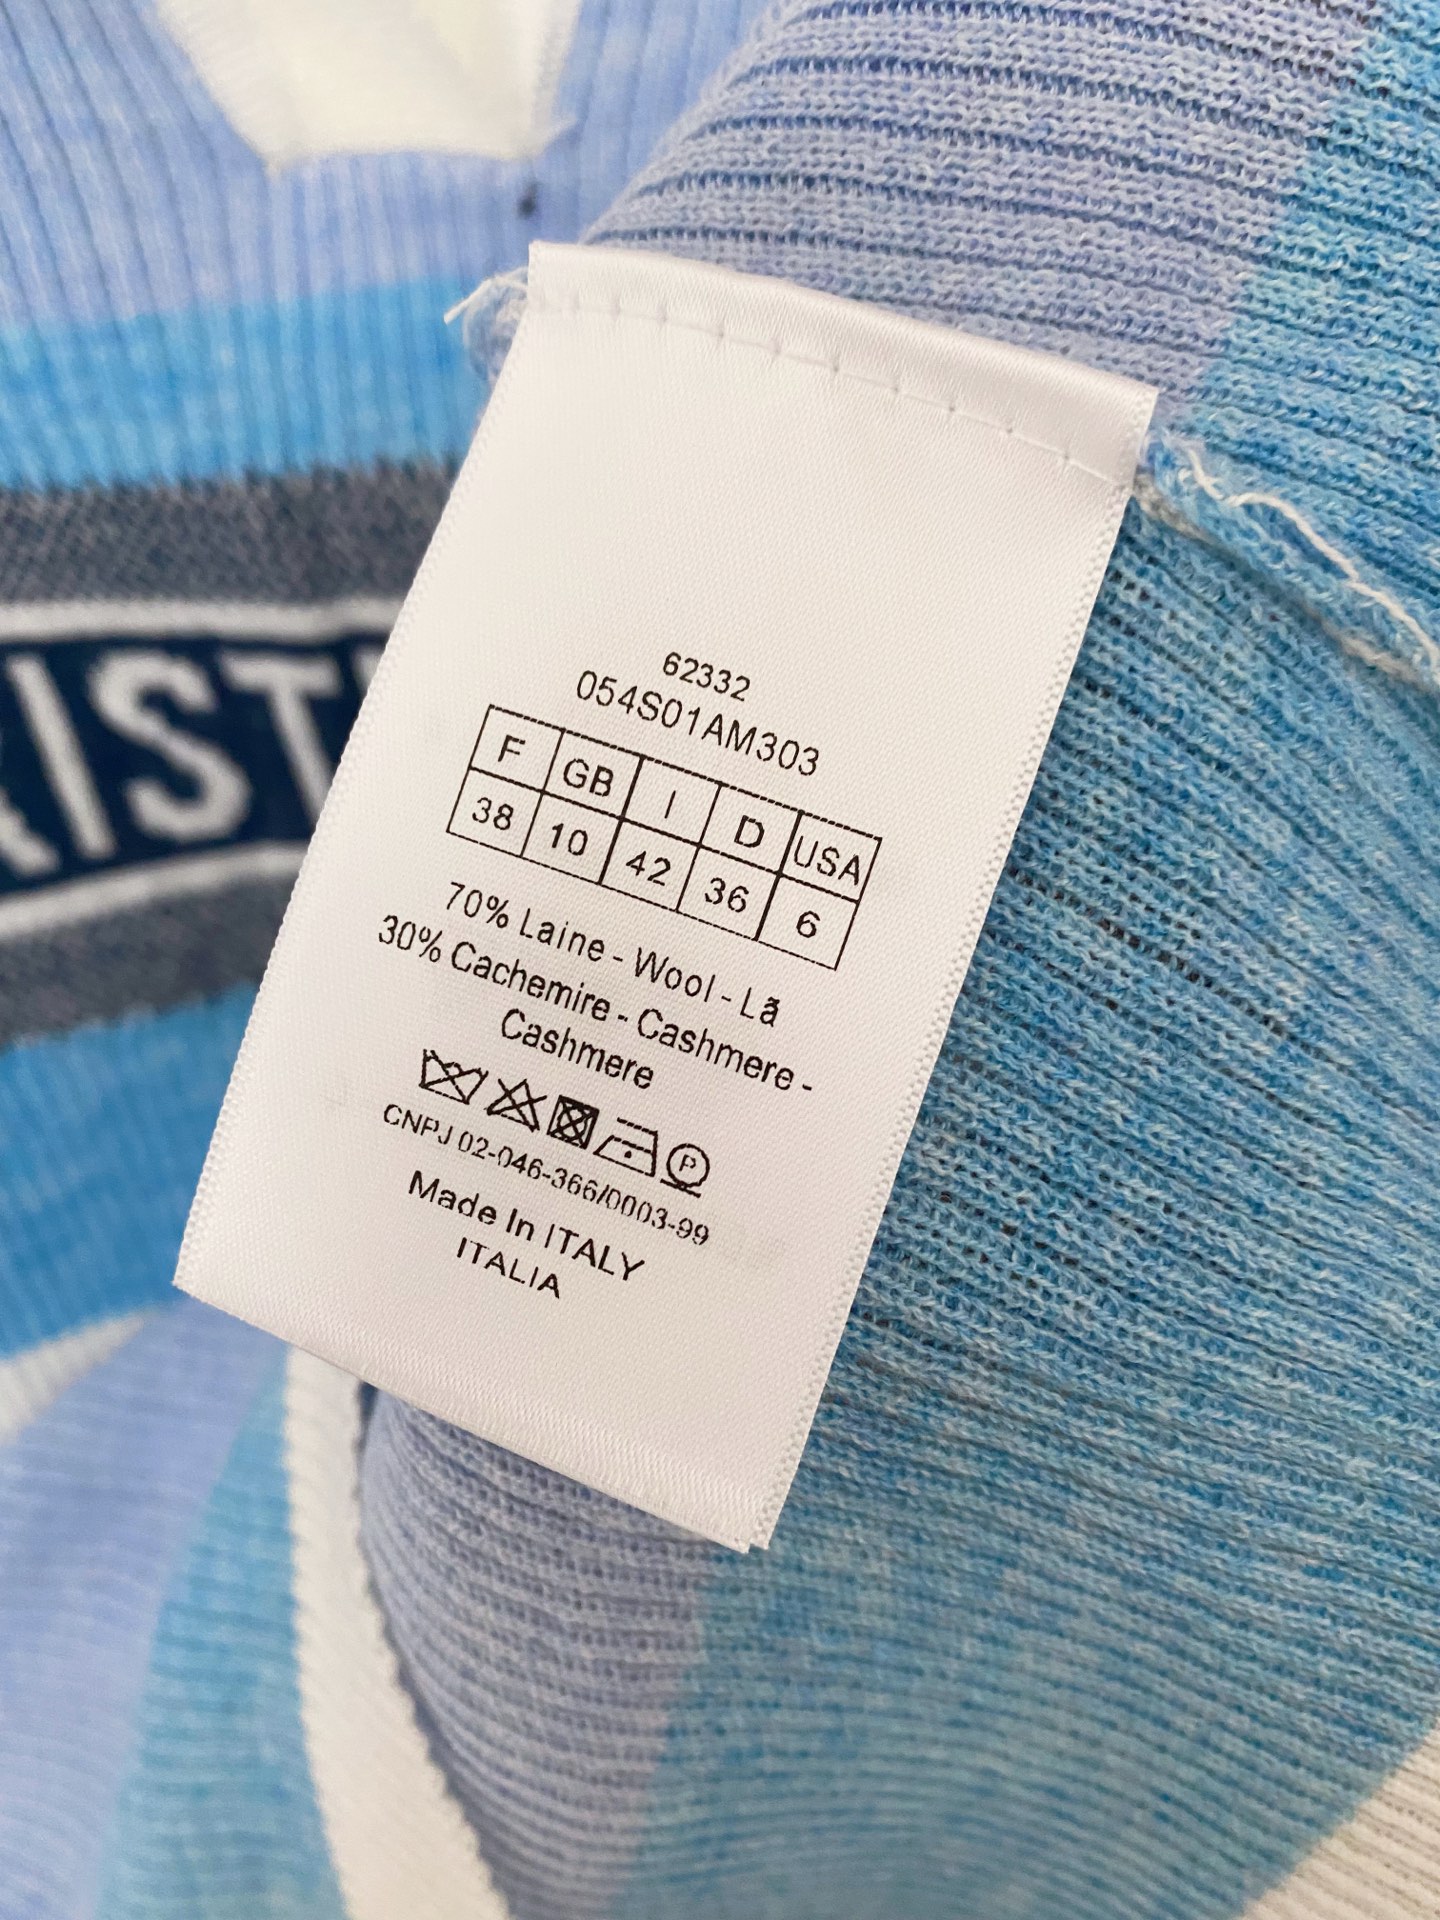 RIST
62332
054S01AM303
F GB I D USA
38 10 42 36 6
70% Laine - Wool - Lã
30% Cachemire - Cashmere -
Cashmere
P
CNPJ 02-046-366/0003-99
Made In ITALY
ITALIA